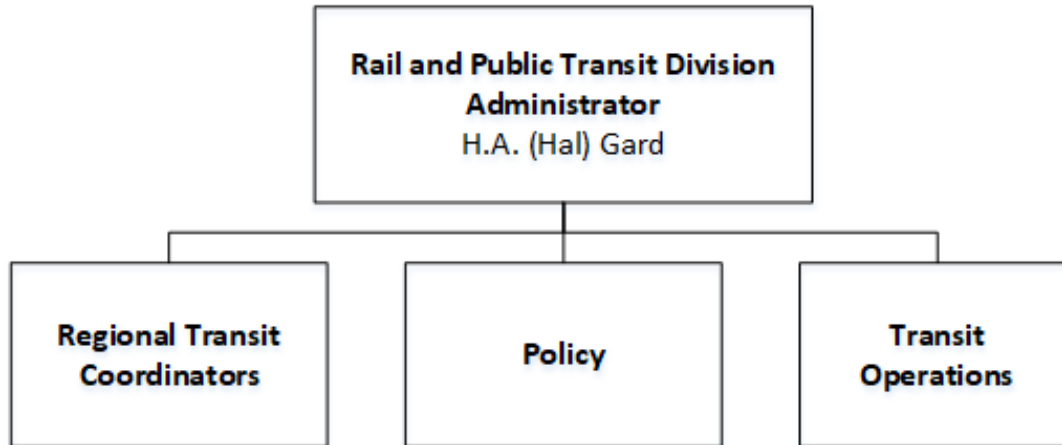 Rail and Public Transit Division
Administrator
H.A. (Hal) Gard
Regional Transit
Coordinators
Policy
Transit
Operations